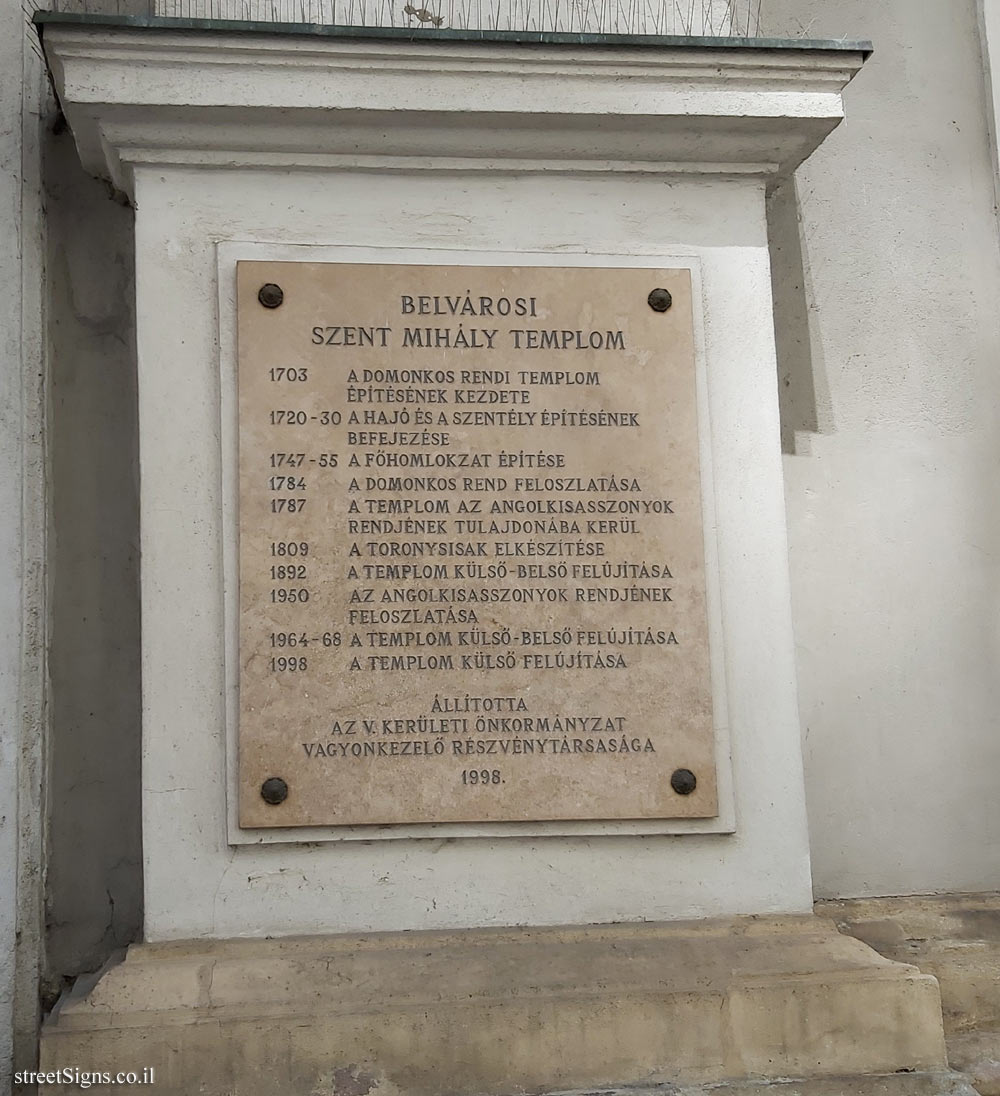 BELVÁROSI
SZENT MIHÁLY TEMPLOM
1703 A DOMONKOS RENDI TEMPLOM
ÉPÍTÉSÉNEK KEZDETE
1720-30 A HAJÓ ÉS A SZENTÉLY ÉPÍTÉSÉNEK
BEFEJEZÉSE
1747-55 A FŐHOMLOKZAT ÉPÍTÉSE
1784 A DOMONKOS REND FELOSZLATÁSA
1787 A TEMPLOM AZ ANGOLKISASSZONYOK
RENDJÉNEK TULAJDONÁBA KERÜL
1809 A TORONYSISAK ELKÉSZÍTÉSE
1892 A TEMPLOM KÜLSŐ-BELSŐ FELÚJÍTÁSA
1950 AZ ANGOLKISASSZONYOK RENDJÉNEK
FELOSZLATÁSA
1964-68 A TEMPLOM KÜLSŐ-BELSŐ FELÚJÍTÁSA
1998 A TEMPLOM KÜLSŐ FELÚJÍTÁSA
ÁLLÍTOTTA
AZ V. KERÜLETI ÖNKORMÁNYZAT
VAGYONKEZELŐ RÉSZVÉNYTÁRSASÁGA
1998.
streetSigns.co.il